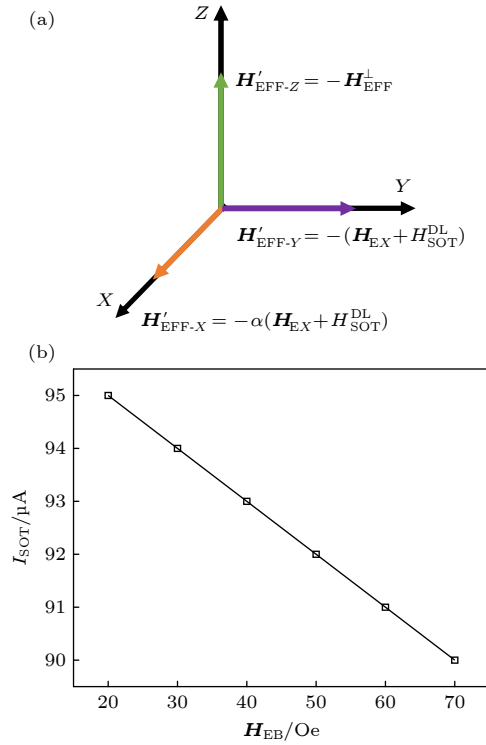 (a)
Z
H′EFF-Z = −H⊥EFF
Y
H′EFF-Y = −(HEX + HDLSOT)
X
H′EFF-X = −α(HEX + HDLSOT)
(b)
95
94
93
92
91
90
ISOT/μA
20 30 40 50 60 70
HEB/Oe